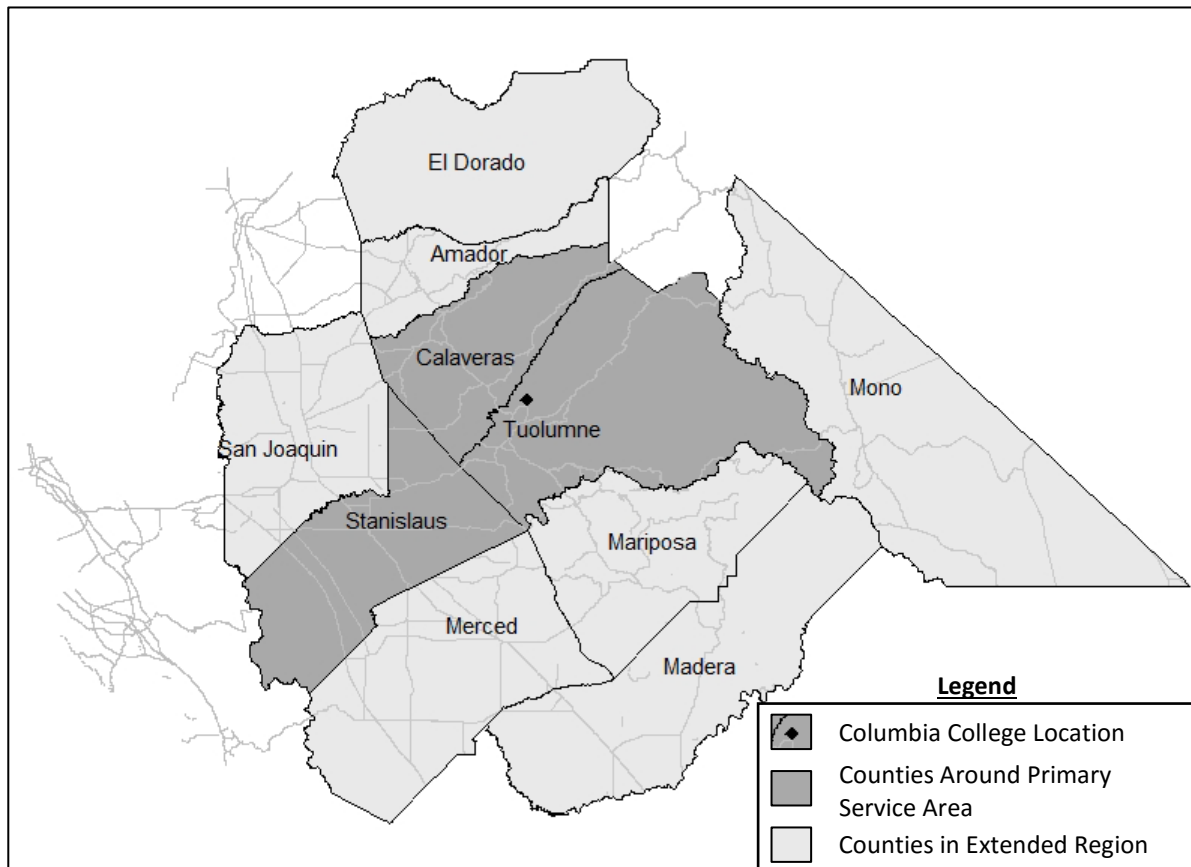 El Dorado
Amador
Calaveras
Mono
Tuolumne
San Joaquin
Stanislaus
Mariposa
Merced
Madera
Legend
Columbia College Location
Counties Around Primary
Service Area
Counties in Extended Region